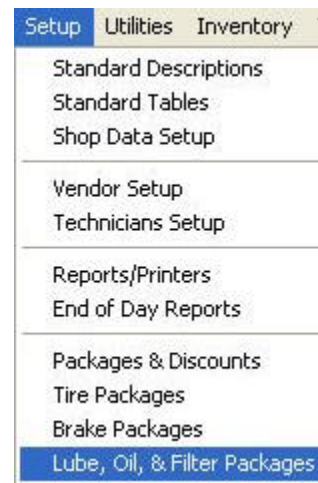 Setup Utilities Inventory
Standard Descriptions
Standard Tables
Shop Data Setup
Vendor Setup
Technicians Setup
Reports/Printers
End of Day Reports
Packages & Discounts
Tire Packages
Brake Packages
Lube, Oil, & Filter Packages